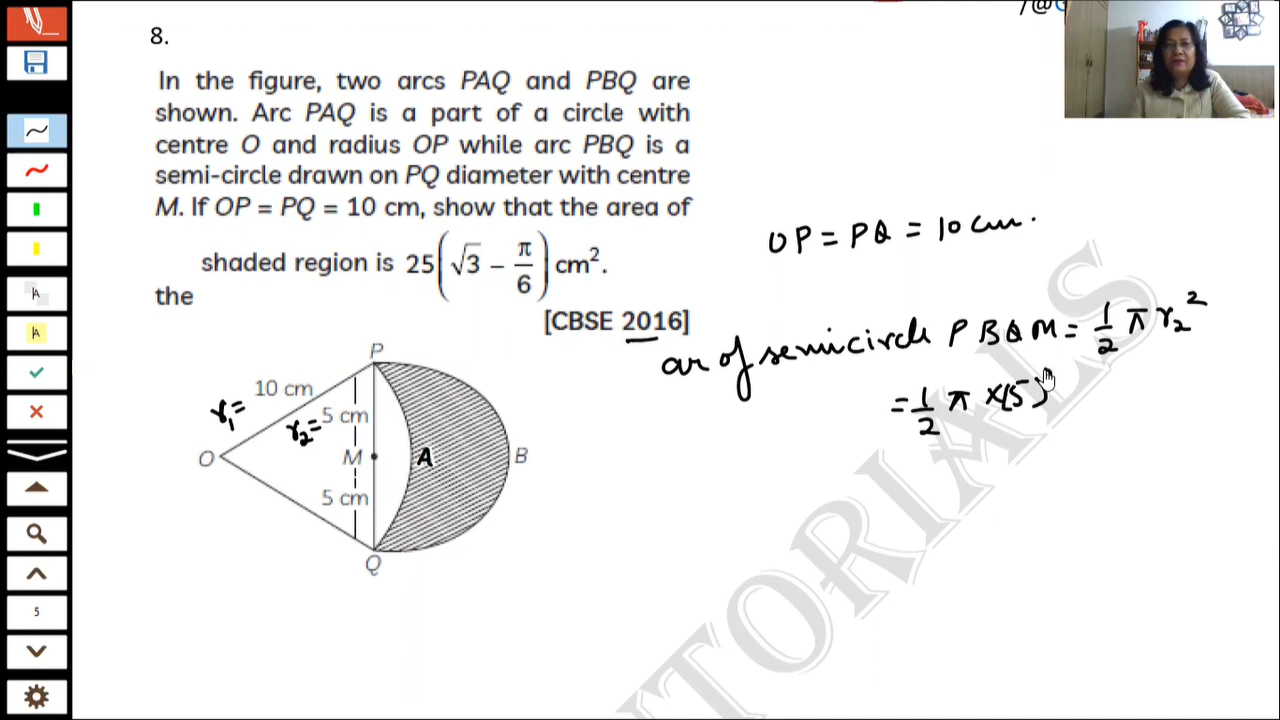 8.
In the figure, two arcs PAQ and PBQ are
shown. Arc PAQ is a part of a circle with
centre O and radius OP while arc PBQ is a
semi-circle drawn on PQ diameter with centre
M. If OP = PQ = 10 cm, show that the area of
shaded region is 25(√3 − π/6) cm².
the
[CBSE 2016]
P
10 cm
r₁=
r₂=
5 cm
O
M
A
B
5 cm
Q
OP = PQ = 10 cm.
ar of semicircle PBQM = 1/2 π r₂²
= 1/2 π ×(5)
TORIALS
A
A
5